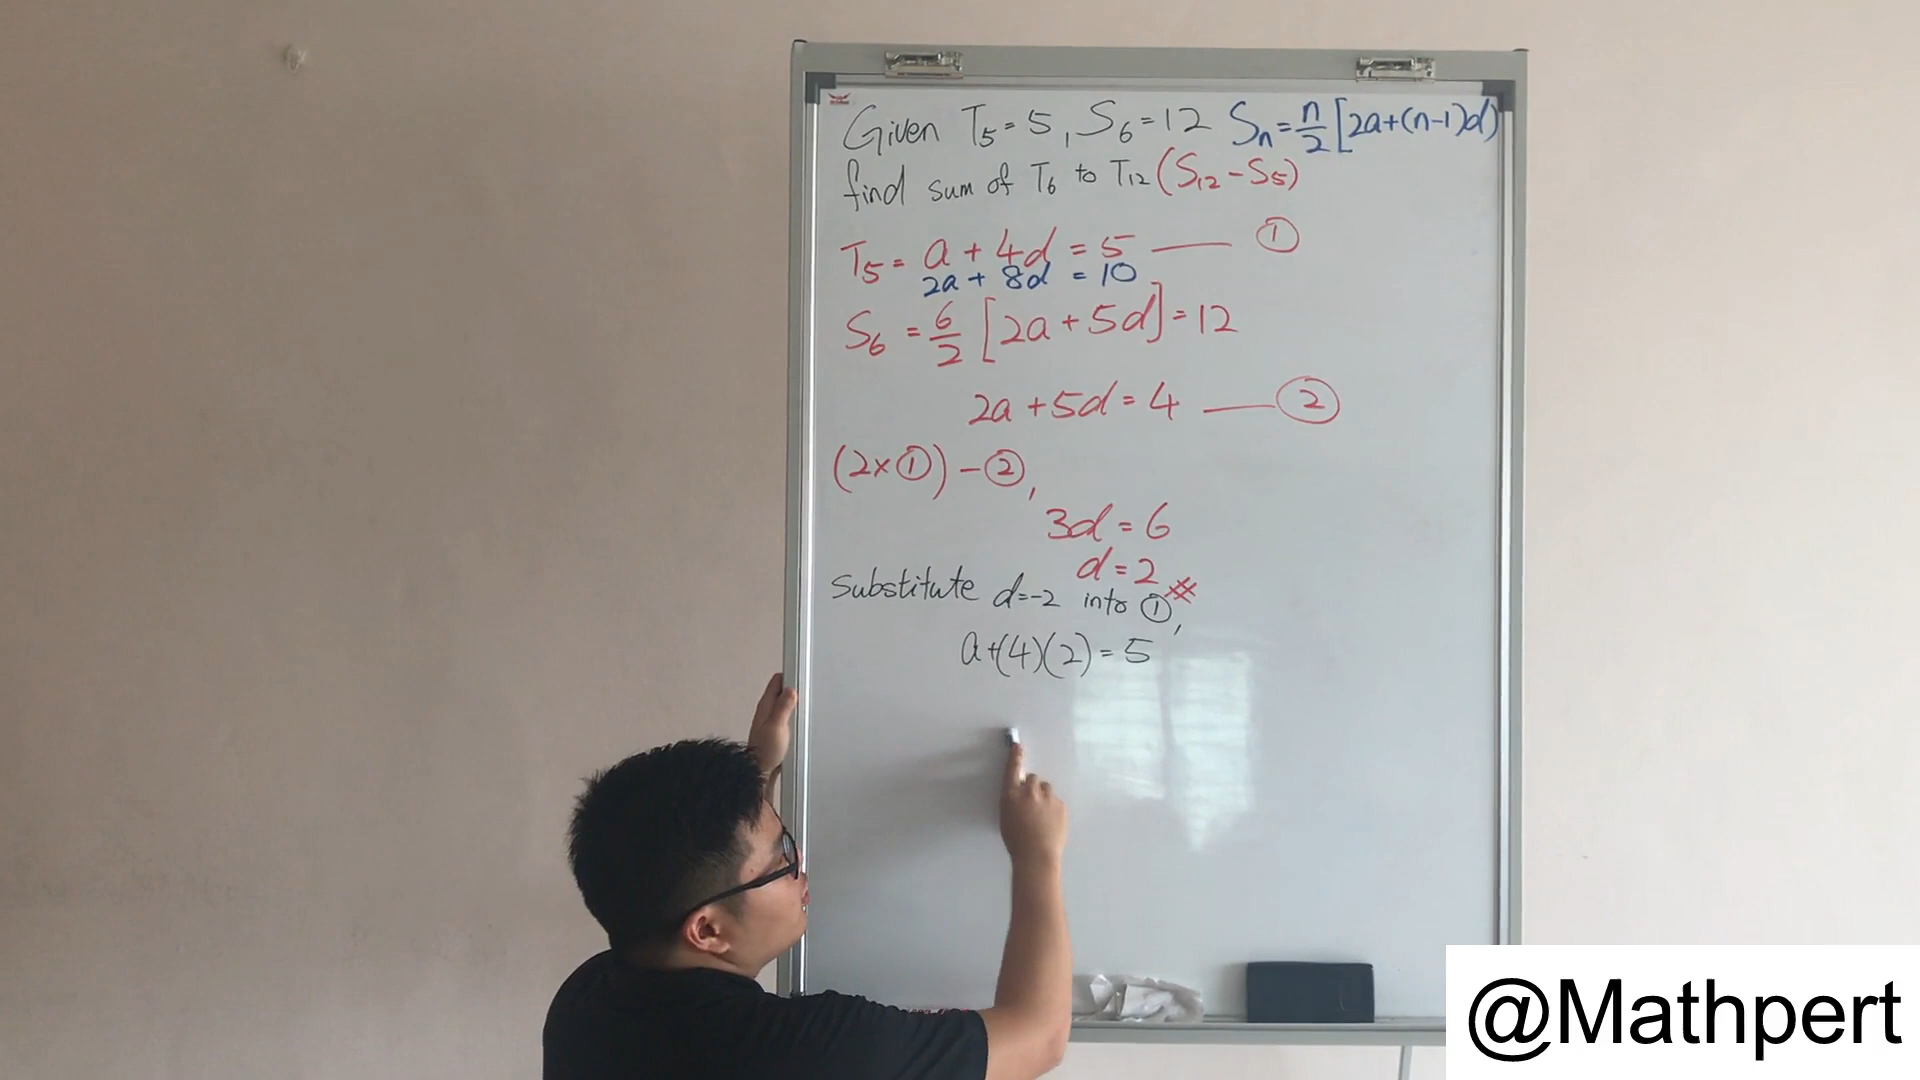 Given T₅=5, S₆=12 Sₙ=n/2[2a+(n-1)d)
find sum of T₆ to T₁₂ (S₁₂-S₅)
T₅= a+4d=5 —— ①
2a+8d=10
S₆=6/2[2a+5d]=12
2a+5d=4 —— ②
(2×①)-②,
3d=6
d=2
Substitute d=-2 into ①,
a+(4)(2)=5
@Mathpert